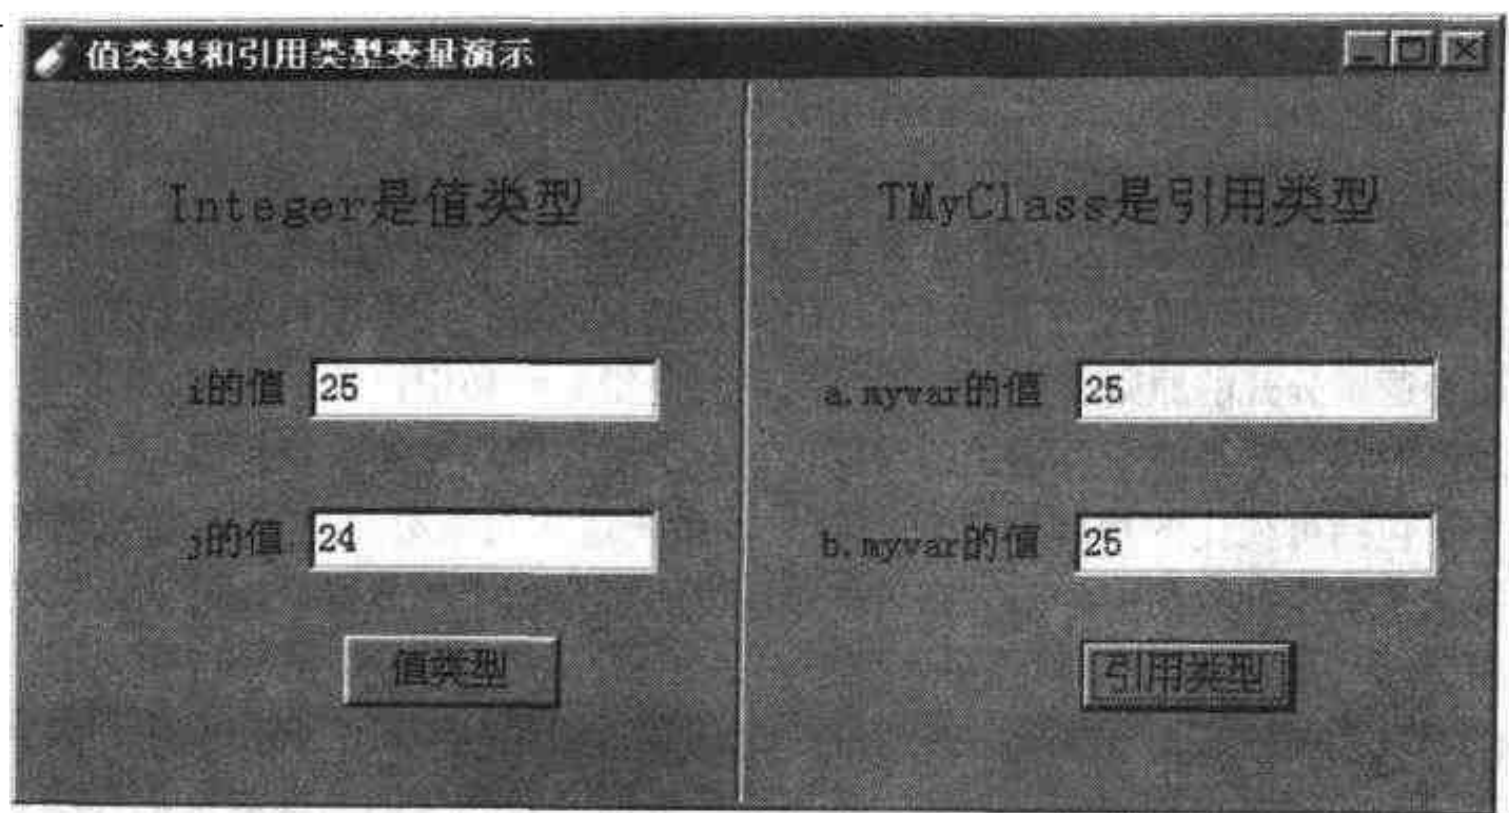 值类型和引用类型变量演示
Integer是值类型
i的值 25
j的值 24
值类型
TMyClass是引用类型
a.myvar的值 25
b.myvar的值 25
引用类型